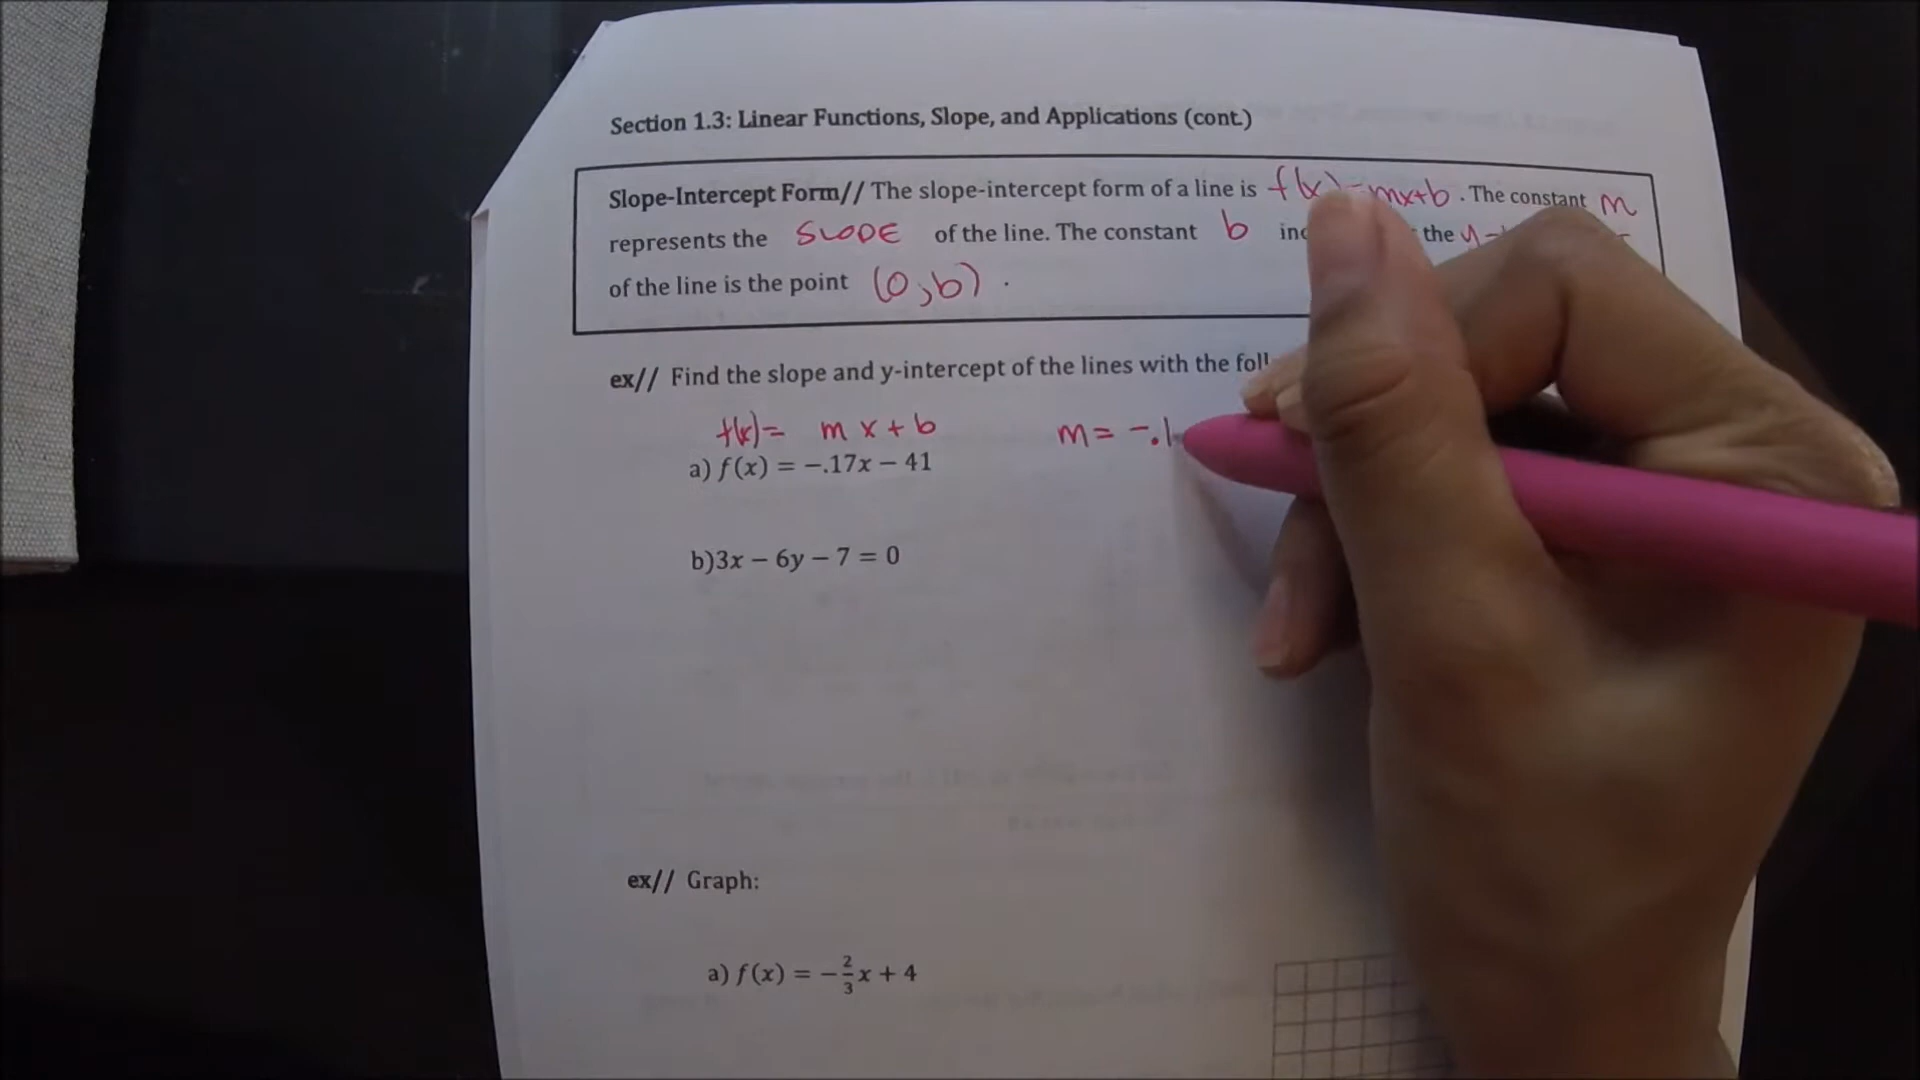 Section 1.3: Linear Functions, Slope, and Applications (cont.)
Slope-Intercept Form// The slope-intercept form of a line is f(x) = mx+b . The constant m
represents the SLOPE of the line. The constant b the y-
of the line is the point (0,b) .
ex// Find the slope and y-intercept of the lines with the
f(x)= mx+b m= -.1
a) f(x) = −.17x − 41
b)3x − 6y − 7 = 0
ex// Graph:
a) f(x) = −2/3x + 4